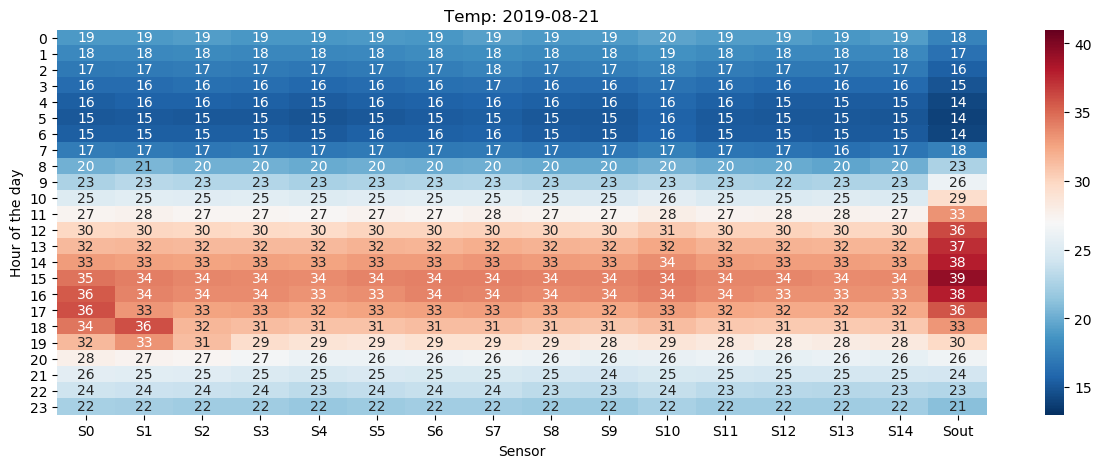 Temp: 2019-08-21
0 19 19 19 19 19 19 19 19 19 19 20 19 19 19 19 18
1 18 18 18 18 18 18 18 18 18 18 19 18 18 18 18 17
2 17 17 17 17 17 17 17 18 17 17 18 17 17 17 17 16
3 16 16 16 16 16 16 16 17 16 16 17 16 16 16 16 15
4 16 16 16 16 15 16 16 16 16 16 16 16 15 15 15 14
5 15 15 15 15 15 15 15 15 15 15 16 15 15 15 15 14
6 15 15 15 15 15 16 16 16 15 15 16 15 15 15 15 14
7 17 17 17 17 17 17 17 17 17 17 17 17 17 16 17 18
8 20 21 20 20 20 20 20 20 20 20 20 20 20 20 20 23
9 23 23 23 23 23 23 23 23 23 23 23 23 22 23 23 26
10 25 25 25 25 25 25 25 25 25 25 26 25 25 25 25 29
11 27 28 27 27 27 27 27 28 27 27 28 27 28 28 27 33
12 30 30 30 30 30 30 30 30 30 30 31 30 30 30 30 36
13 32 32 32 32 32 32 32 32 32 32 32 32 32 32 32 37
14 33 33 33 33 33 33 33 33 33 33 34 33 33 33 33 38
15 35 34 34 34 34 34 34 34 34 34 34 34 34 34 34 39
16 36 34 34 34 33 33 34 34 34 34 34 34 33 33 33 38
17 36 33 33 33 32 33 33 33 33 32 33 32 32 32 32 36
18 34 36 32 31 31 31 31 31 31 31 31 31 31 31 31 33
19 32 33 31 29 29 29 29 29 29 28 29 28 28 28 28 30
20 28 27 27 27 26 26 26 26 26 26 26 26 26 26 26 26
21 26 25 25 25 25 25 25 25 25 24 25 25 25 25 25 24
22 24 24 24 24 23 24 24 24 23 23 24 23 23 23 23 23
23 22 22 22 22 22 22 22 22 22 22 22 22 22 22 22 21
S0 S1 S2 S3 S4 S5 S6 S7 S8 S9 S10 S11 S12 S13 S14 Sout
Sensor
Hour of the day
40
35
30
25
20
15